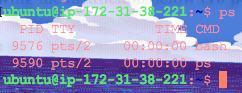 ubuntu@ip-172-31-38-221:~$ ps
  PID TTY          TIME CMD
 9576 pts/2    00:00:00 bash
 9590 pts/2    00:00:00 ps
ubuntu@ip-172-31-38-221:~$